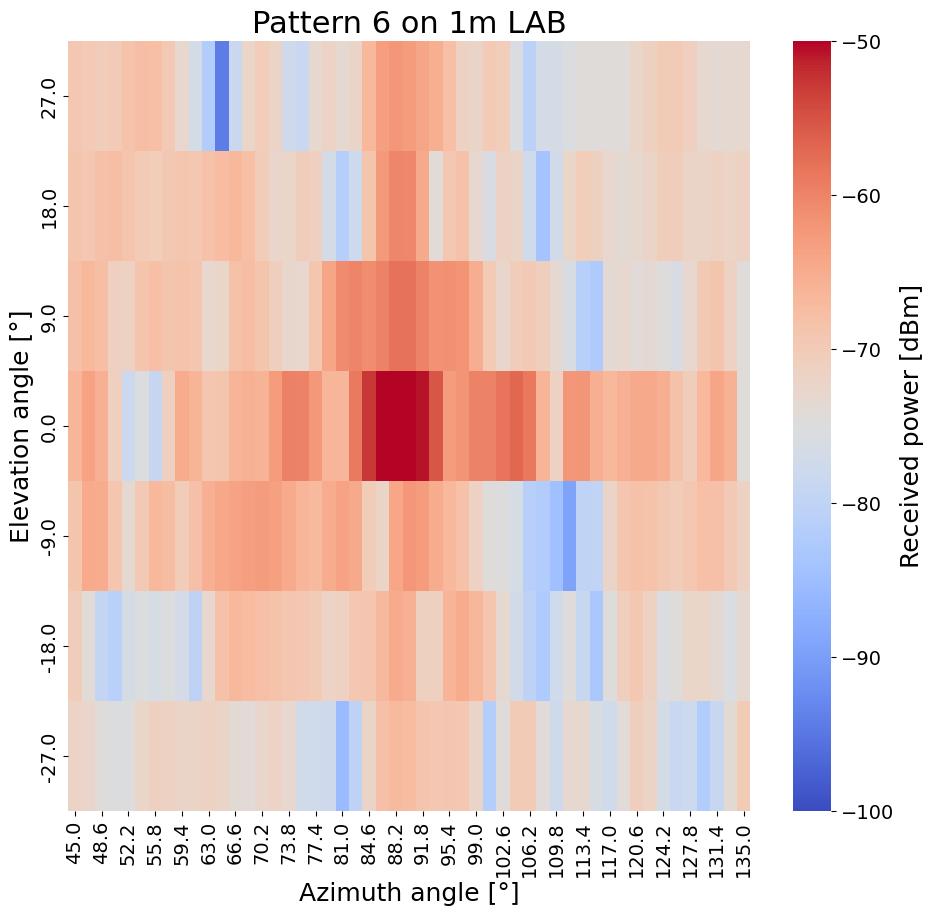 Pattern 6 on 1m LAB
Elevation angle [°]
27.0
18.0
9.0
0.0
-9.0
-18.0
-27.0
45.0 48.6 52.2 55.8 59.4 63.0 66.6 70.2 73.8 77.4 81.0 84.6 88.2 91.8 95.4 99.0 102.6 106.2 109.8 113.4 117.0 120.6 124.2 127.8 131.4 135.0
Azimuth angle [°]
−50
−60
−70
−80
−90
−100
Received power [dBm]